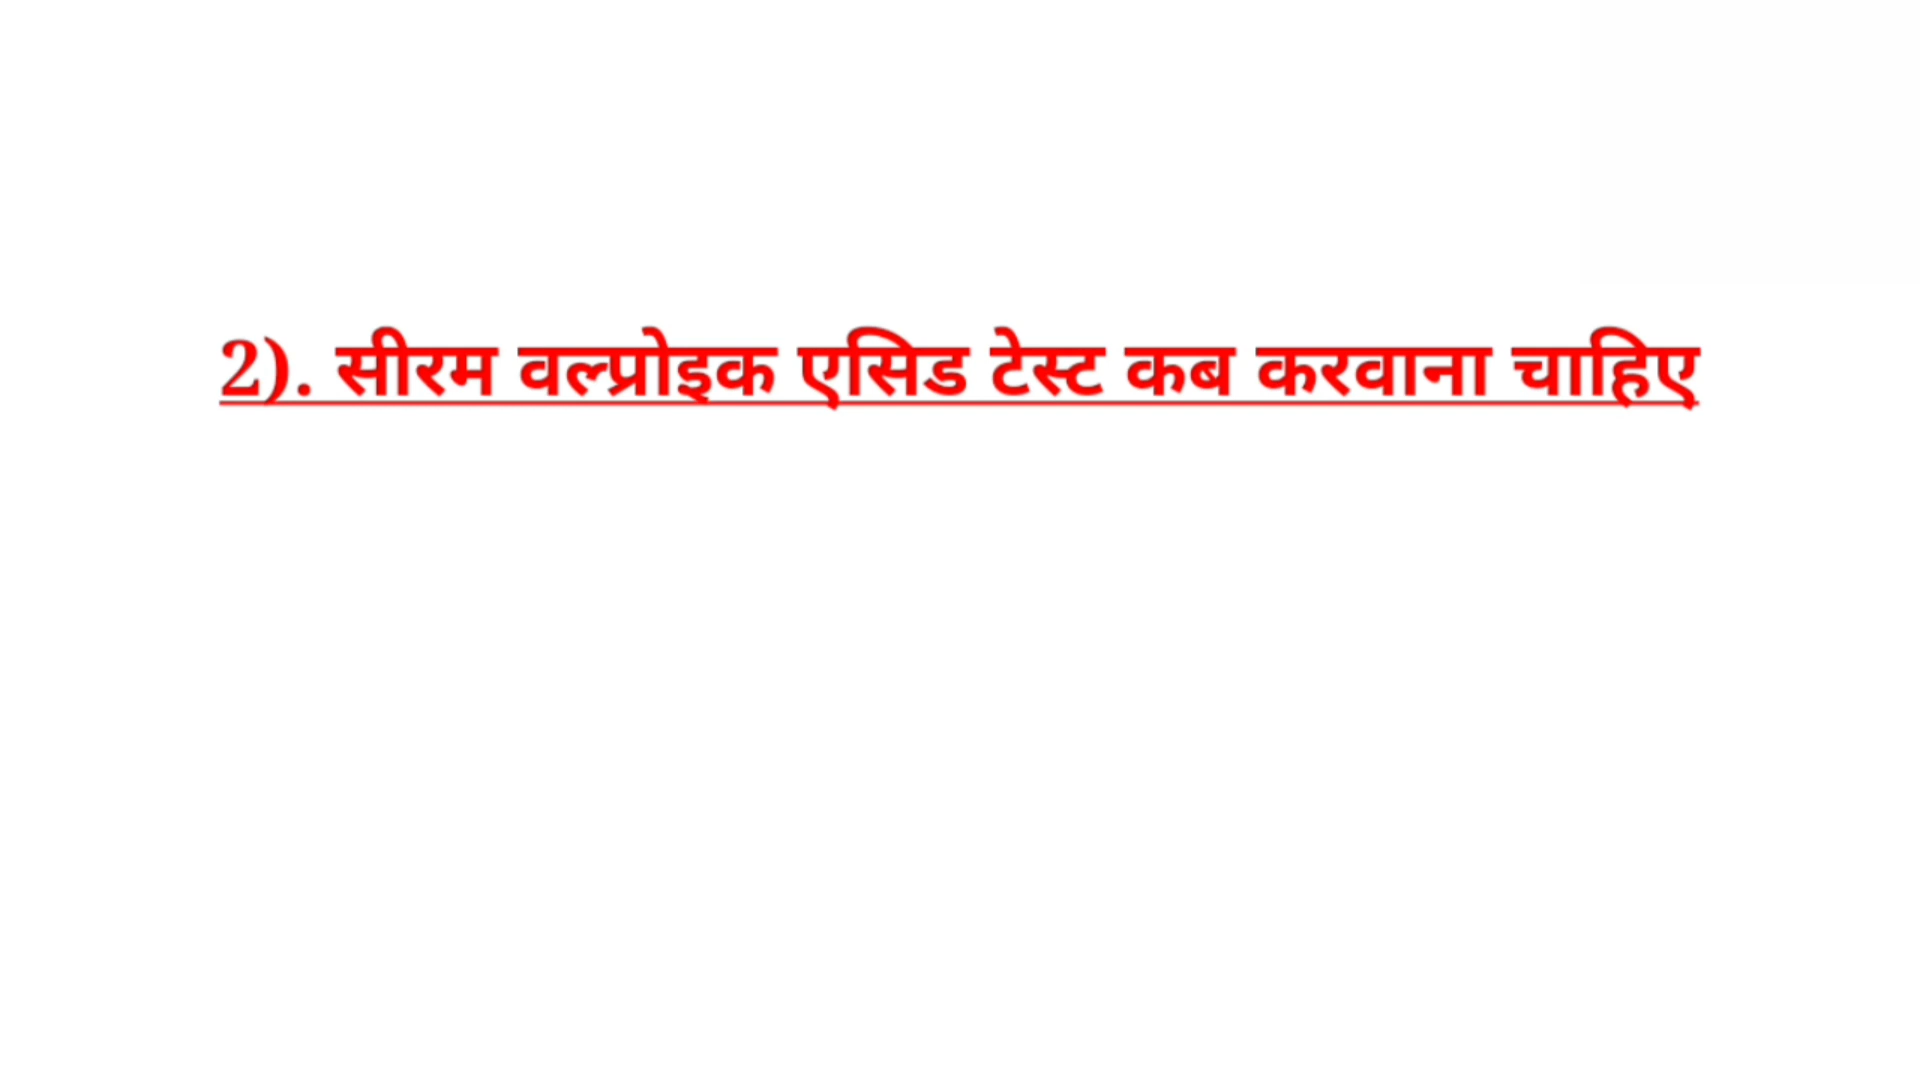 2). सीरम वल्प्रोइक एसिड टेस्ट कब करवाना चाहिए